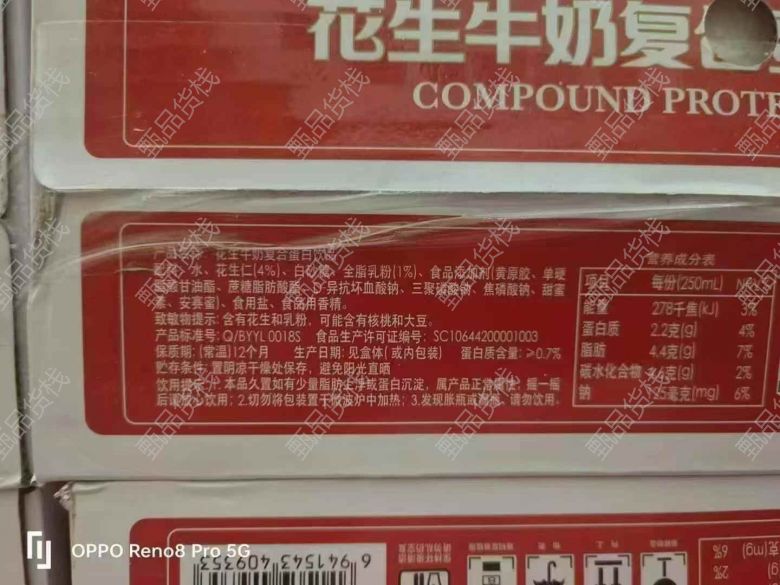 花生牛奶复合
COMPOUND PROTE
花生牛奶复合蛋白饮
水、花生仁(4%)、白砂糖、全脂乳粉(1%)、食品添加剂(黄原胶、单硬
甘油酯、蔗糖脂肪酸酯、D-异抗坏血酸钠、三聚磷酸钠、焦磷酸钠、甜蜜
素、安赛蜜)、食用盐、食品用香精。
致敏物提示: 含有花生和乳粉, 可能含有核桃和大豆。
产品标准号: Q/BYYL 0018S 食品生产许可证编号: SC10644200001003
保质期: (常温)12个月 生产日期: 见盒体(或内包装) 蛋白质含量: ≥0.7%
贮存条件: 置阴凉干燥处保存, 避免阳光直晒
饮用提示: 1.本品久置如有少量脂肪上浮或蛋白沉淀, 属产品正常 摇一摇
后 饮用; 2.切勿将包装置于微波炉中加热; 3.发现胀瓶或 请勿饮用。
营养成分表
项目 每份(250mL) NRV%
能量 278千焦(kJ) 3%
蛋白质 2.2克(g) 4%
脂肪 4.4克(g) 7%
碳水化合物 克(g) 2%
钠 毫克(mg) 6%
6 941543 409353
OPPO Reno8 Pro 5G
甄品货栈